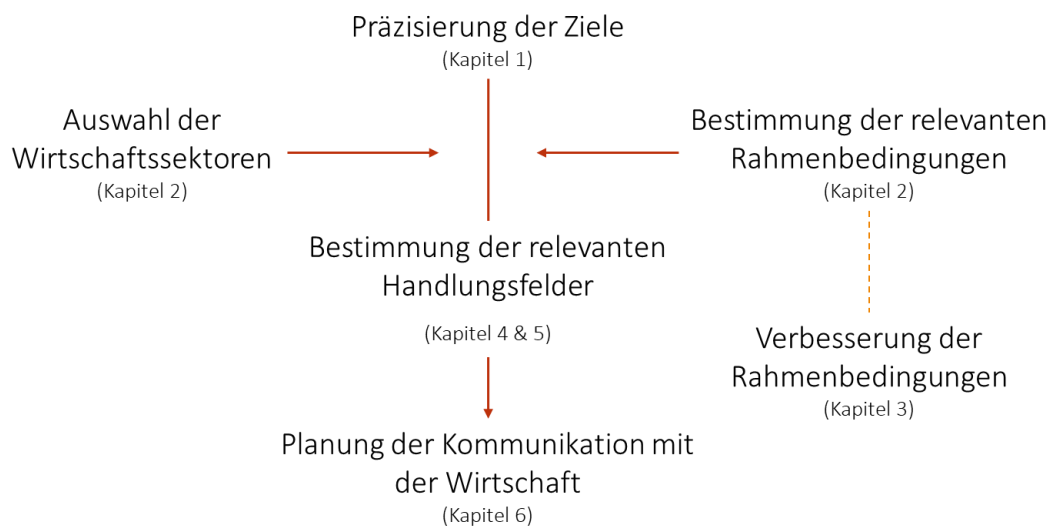 Präzisierung der Ziele
(Kapitel 1)
Auswahl der
Wirtschaftssektoren
(Kapitel 2)
Bestimmung der relevanten
Rahmenbedingungen
(Kapitel 2)
Bestimmung der relevanten
Handlungsfelder
(Kapitel 4 & 5)
Verbesserung der
Rahmenbedingungen
(Kapitel 3)
Planung der Kommunikation mit
der Wirtschaft
(Kapitel 6)